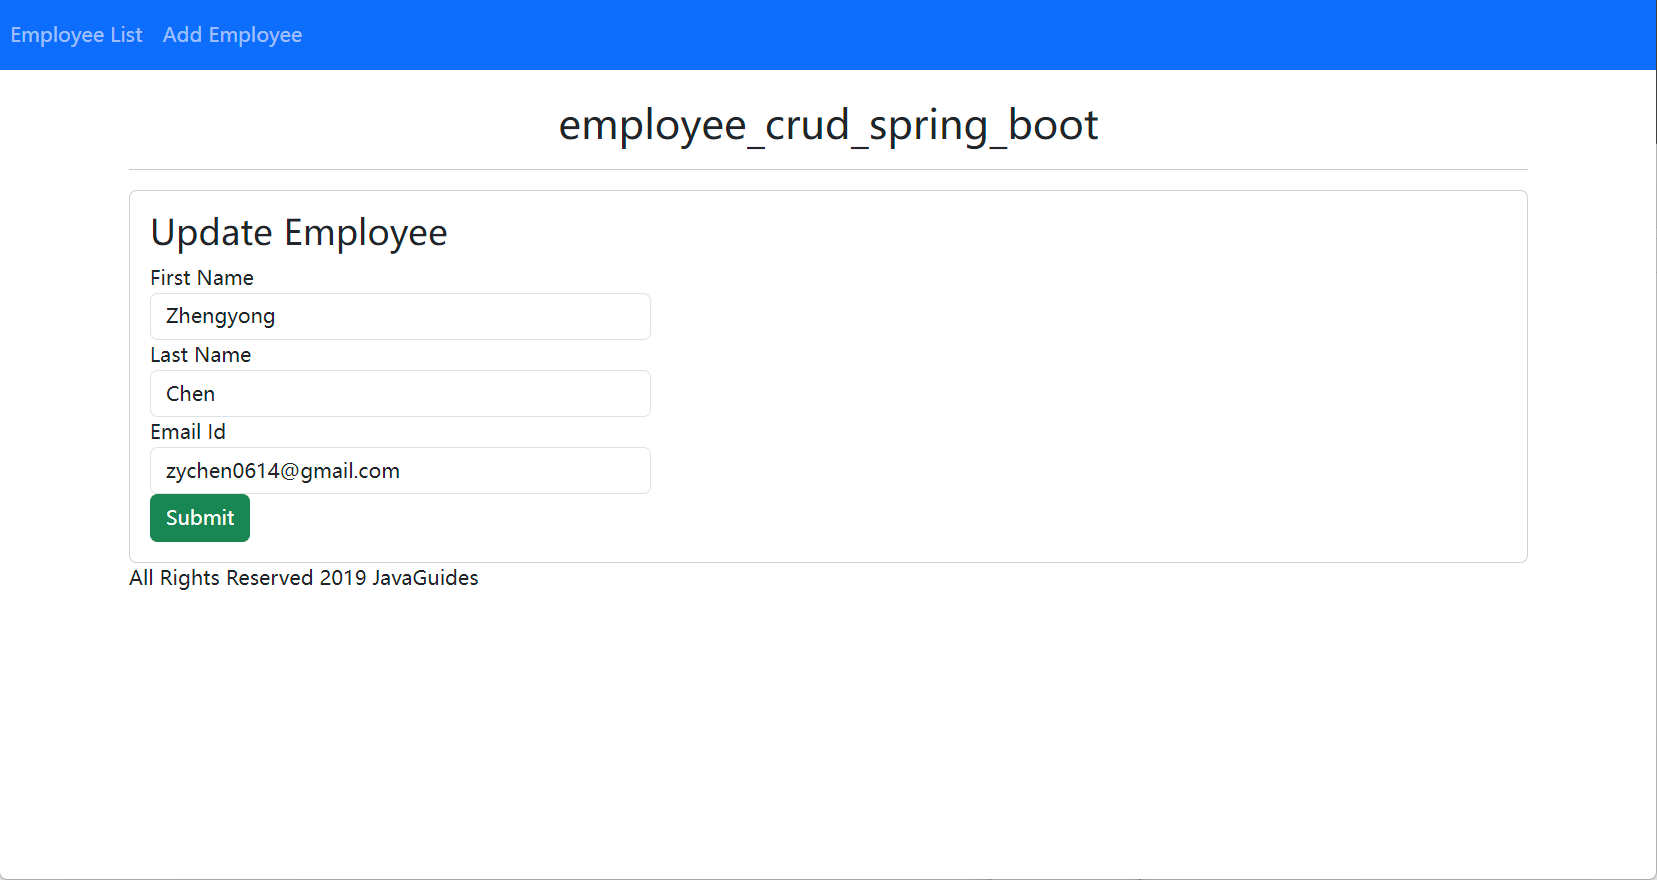 Employee List Add Employee
employee_crud_spring_boot
Update Employee
First Name
Zhengyong
Last Name
Chen
Email Id
zychen0614@gmail.com
Submit
All Rights Reserved 2019 JavaGuides